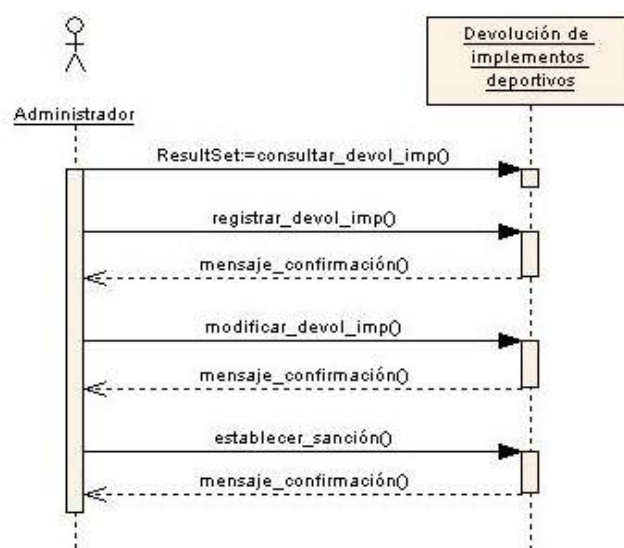 Devolución de
implementos
deportivos
Administrador
ResultSet:=consultar_devol_imp()
registrar_devol_imp()
mensaje_confirmación()
modificar_devol_imp()
mensaje_confirmación()
establecer_sanción()
mensaje_confirmación()